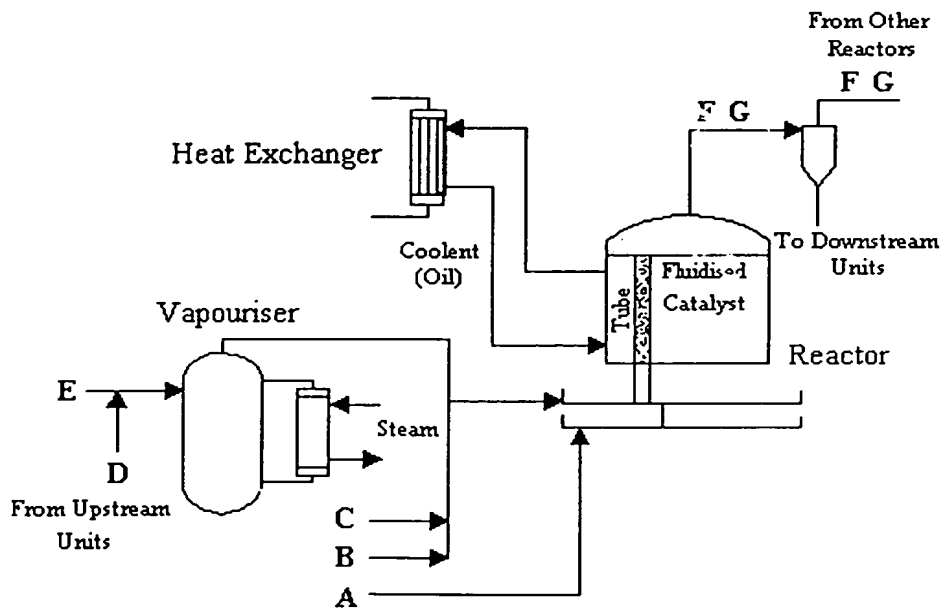 From Other
Reactors
F G
F G
Heat Exchanger
Coolent
(Oil)
To Downstream
Units
Tube
Fluidised
Catalyst
Vapouriser
Reactor
E
Steam
D
From Upstream
Units
C
B
A